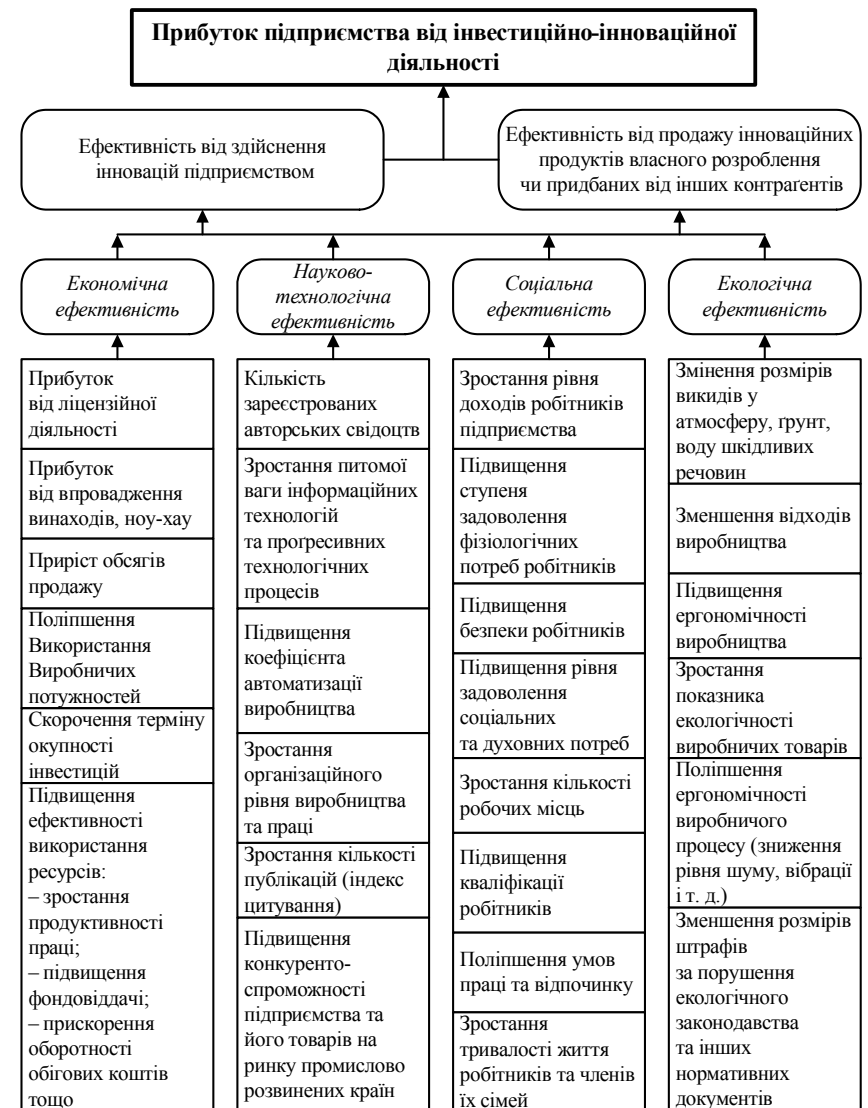 Прибуток підприємства від інвестиційно-інноваційної
діяльності
Ефективність від здійснення
інновацій підприємством
Ефективність від продажу інноваційних
продуктів власного розроблення
чи придбаних від інших контраґентів
Економічна
ефективність
Науково-
технологічна
ефективність
Соціальна
ефективність
Екологічна
ефективність
Прибуток
від ліцензійної
діяльності
Прибуток
від впровадження
винаходів, ноу-хау
Приріст обсягів
продажу
Поліпшення
Використання
Виробничих
потужностей
Скорочення терміну
окупності
інвестицій
Підвищення
ефективності
використання
ресурсів:
– зростання
продуктивності
праці;
– підвищення
фондовіддачі;
– прискорення
оборотності
обігових коштів
тощо
Кількість
зареєстрованих
авторських свідоцтв
Зростання питомої
ваги інформаційних
технологій
та проґресивних
технологічних
процесів
Підвищення
коефіцієнта
автоматизації
виробництва
Зростання
організаційного
рівня виробництва
та праці
Зростання кількості
публікацій (індекс
цитування)
Підвищення
конкуренто-
спроможності
підприємства та
його товарів на
ринку промислово
розвинених країн
Зростання рівня
доходів робітників
підприємства
Підвищення
ступеня
задоволення
фізіологічних
потреб робітників
Підвищення
безпеки робітників
Підвищення рівня
задоволення
соціальних
та духовних потреб
Зростання кількості
робочих місць
Підвищення
кваліфікації
робітників
Поліпшення умов
праці та відпочинку
Зростання
тривалості життя
робітників та членів
їх сімей
Змінення розмірів
викидів у
атмосферу, ґрунт,
воду шкідливих
речовин
Зменшення відходів
виробництва
Підвищення
ергономічності
виробництва
Зростання
показника
екологічності
виробничих товарів
Поліпшення
ергономічності
виробничого
процесу (зниження
рівня шуму, вібрації
і т. д.)
Зменшення розмірів
штрафів
за порушення
екологічного
законодавства
та інших
нормативних
документів